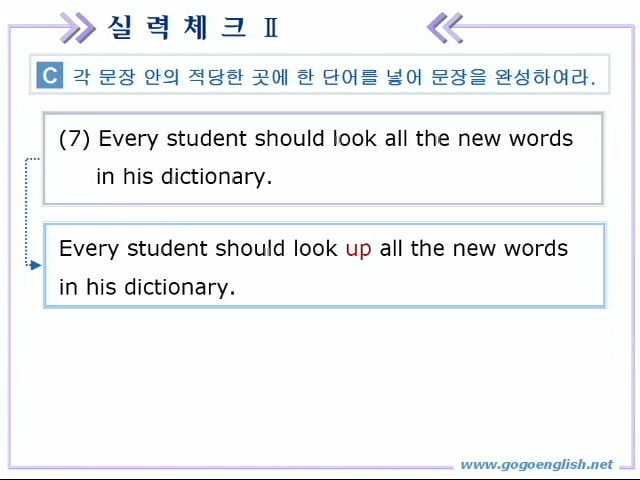 실력체크 Ⅱ
C 각 문장 안의 적당한 곳에 한 단어를 넣어 문장을 완성하여라.
(7) Every student should look all the new words
in his dictionary.
Every student should look up all the new words
in his dictionary.
www.gogoenglish.net